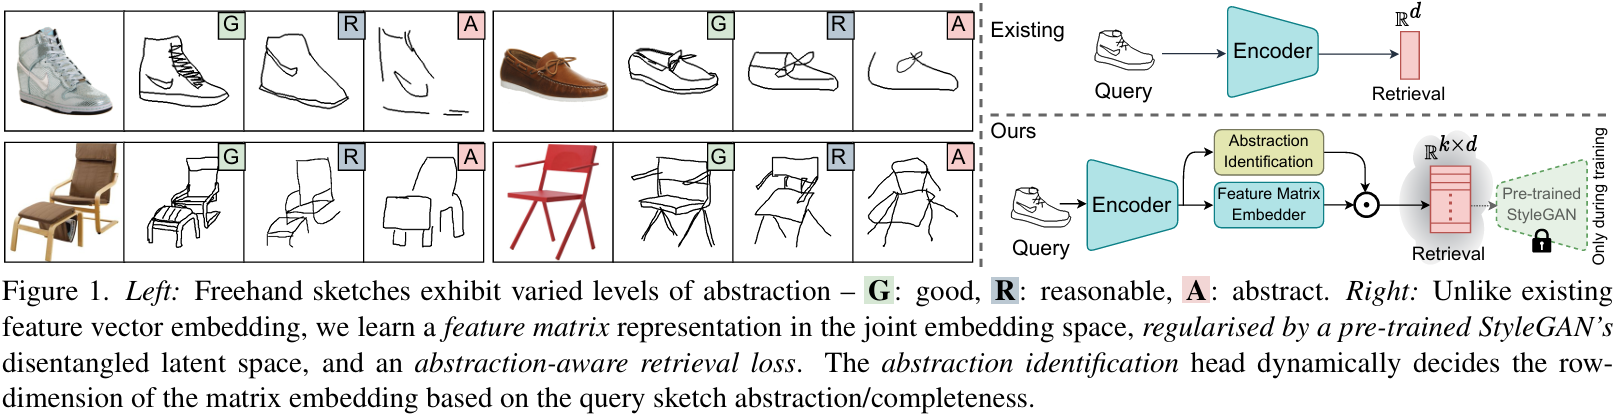 G R A G R A
G R A G R A
Existing
Query
Encoder
ℝ^d
Retrieval
Ours
Query
Encoder
Abstraction
Identification
Feature Matrix
Embedder
ℝ^{k×d}
Retrieval
Pre-trained
StyleGAN
Only during training
Figure 1. Left: Freehand sketches exhibit varied levels of abstraction – G: good, R: reasonable, A: abstract. Right: Unlike existing
feature vector embedding, we learn a feature matrix representation in the joint embedding space, regularised by a pre-trained StyleGAN's
disentangled latent space, and an abstraction-aware retrieval loss. The abstraction identification head dynamically decides the row-
dimension of the matrix embedding based on the query sketch abstraction/completeness.